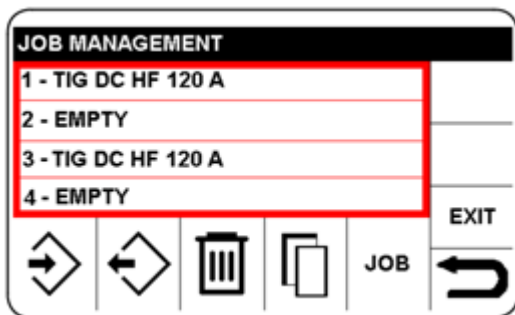 JOB MANAGEMENT
1 - TIG DC HF 120 A
2 - EMPTY
3 - TIG DC HF 120 A
4 - EMPTY
EXIT
JOB